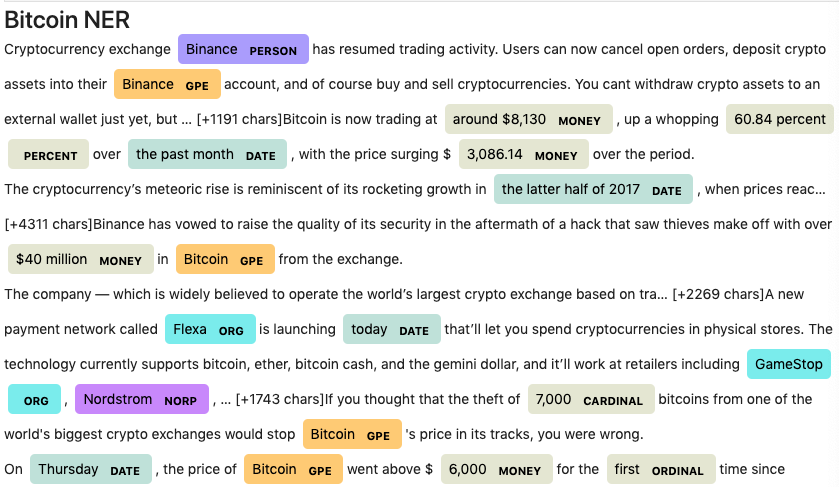 Bitcoin NER
Cryptocurrency exchange Binance PERSON has resumed trading activity. Users can now cancel open orders, deposit crypto
assets into their Binance GPE account, and of course buy and sell cryptocurrencies. You cant withdraw crypto assets to an
external wallet just yet, but … [+1191 chars]Bitcoin is now trading at around $8,130 MONEY , up a whopping 60.84 percent
PERCENT over the past month DATE , with the price surging $ 3,086.14 MONEY over the period.
The cryptocurrency’s meteoric rise is reminiscent of its rocketing growth in the latter half of 2017 DATE , when prices reac…
[+4311 chars]Binance has vowed to raise the quality of its security in the aftermath of a hack that saw thieves make off with over
$40 million MONEY in Bitcoin GPE from the exchange.
The company — which is widely believed to operate the world’s largest crypto exchange based on tra… [+2269 chars]A new
payment network called Flexa ORG is launching today DATE that’ll let you spend cryptocurrencies in physical stores. The
technology currently supports bitcoin, ether, bitcoin cash, and the gemini dollar, and it’ll work at retailers including GameStop
ORG , Nordstrom NORP , … [+1743 chars]If you thought that the theft of 7,000 CARDINAL bitcoins from one of the
world's biggest crypto exchanges would stop Bitcoin GPE 's price in its tracks, you were wrong.
On Thursday DATE , the price of Bitcoin GPE went above $ 6,000 MONEY for the first ORDINAL time since